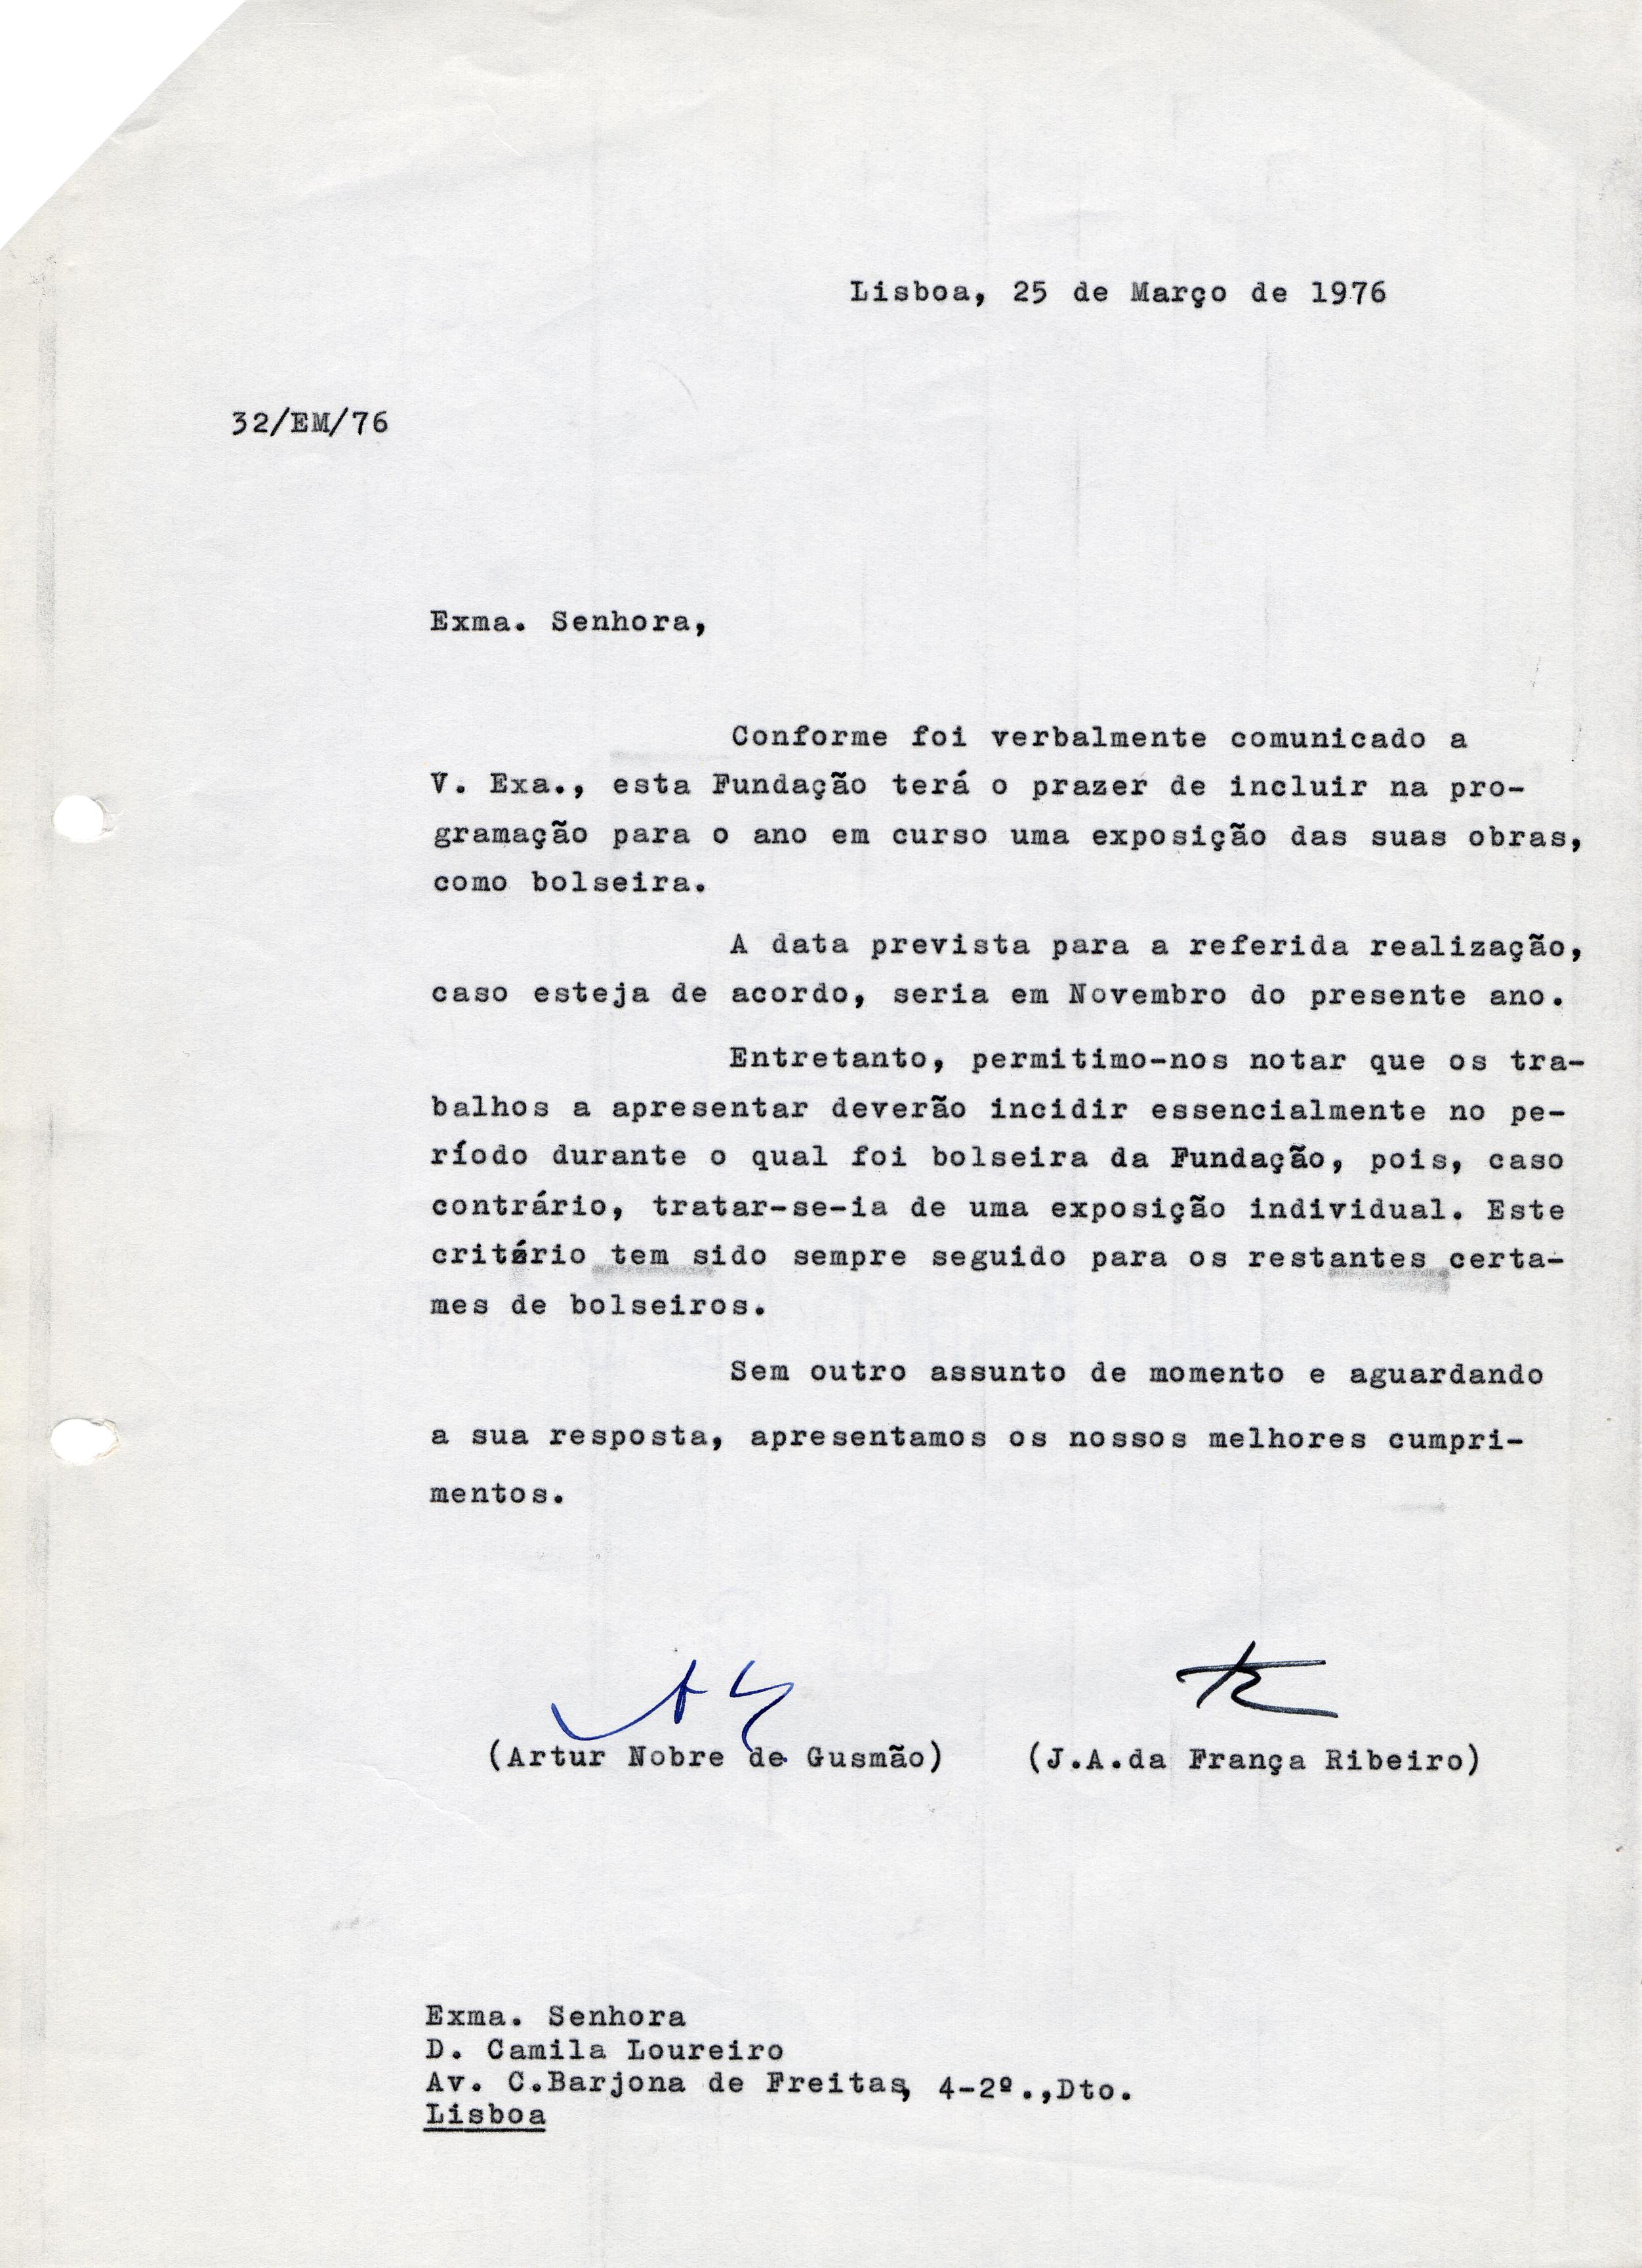 Lisboa, 25 de Março de 1976
32/EM/76
Exma. Senhora,
Conforme foi verbalmente comunicado a
V. Exa., esta Fundação terá o prazer de incluir na pro-
gramação para o ano em curso uma exposição das suas obras,
como bolseira.
A data prevista para a referida realização,
caso esteja de acordo, seria em Novembro do presente ano.
Entretanto, permitimo-nos notar que os tra-
balhos a apresentar deverão incidir essencialmente no pe-
ríodo durante o qual foi bolseira da Fundação, pois, caso
contrário, tratar-se-ia de uma exposição individual. Este
critério tem sido sempre seguido para os restantes certa-
mes de bolseiros.
Sem outro assunto de momento e aguardando
a sua resposta, apresentamos os nossos melhores cumpri-
mentos.
(Artur Nobre de Gusmão) (J.A.da França Ribeiro)
Exma. Senhora
D. Camila Loureiro
Av. C.Barjona de Freitas, 4-2º.,Dto.
Lisboa